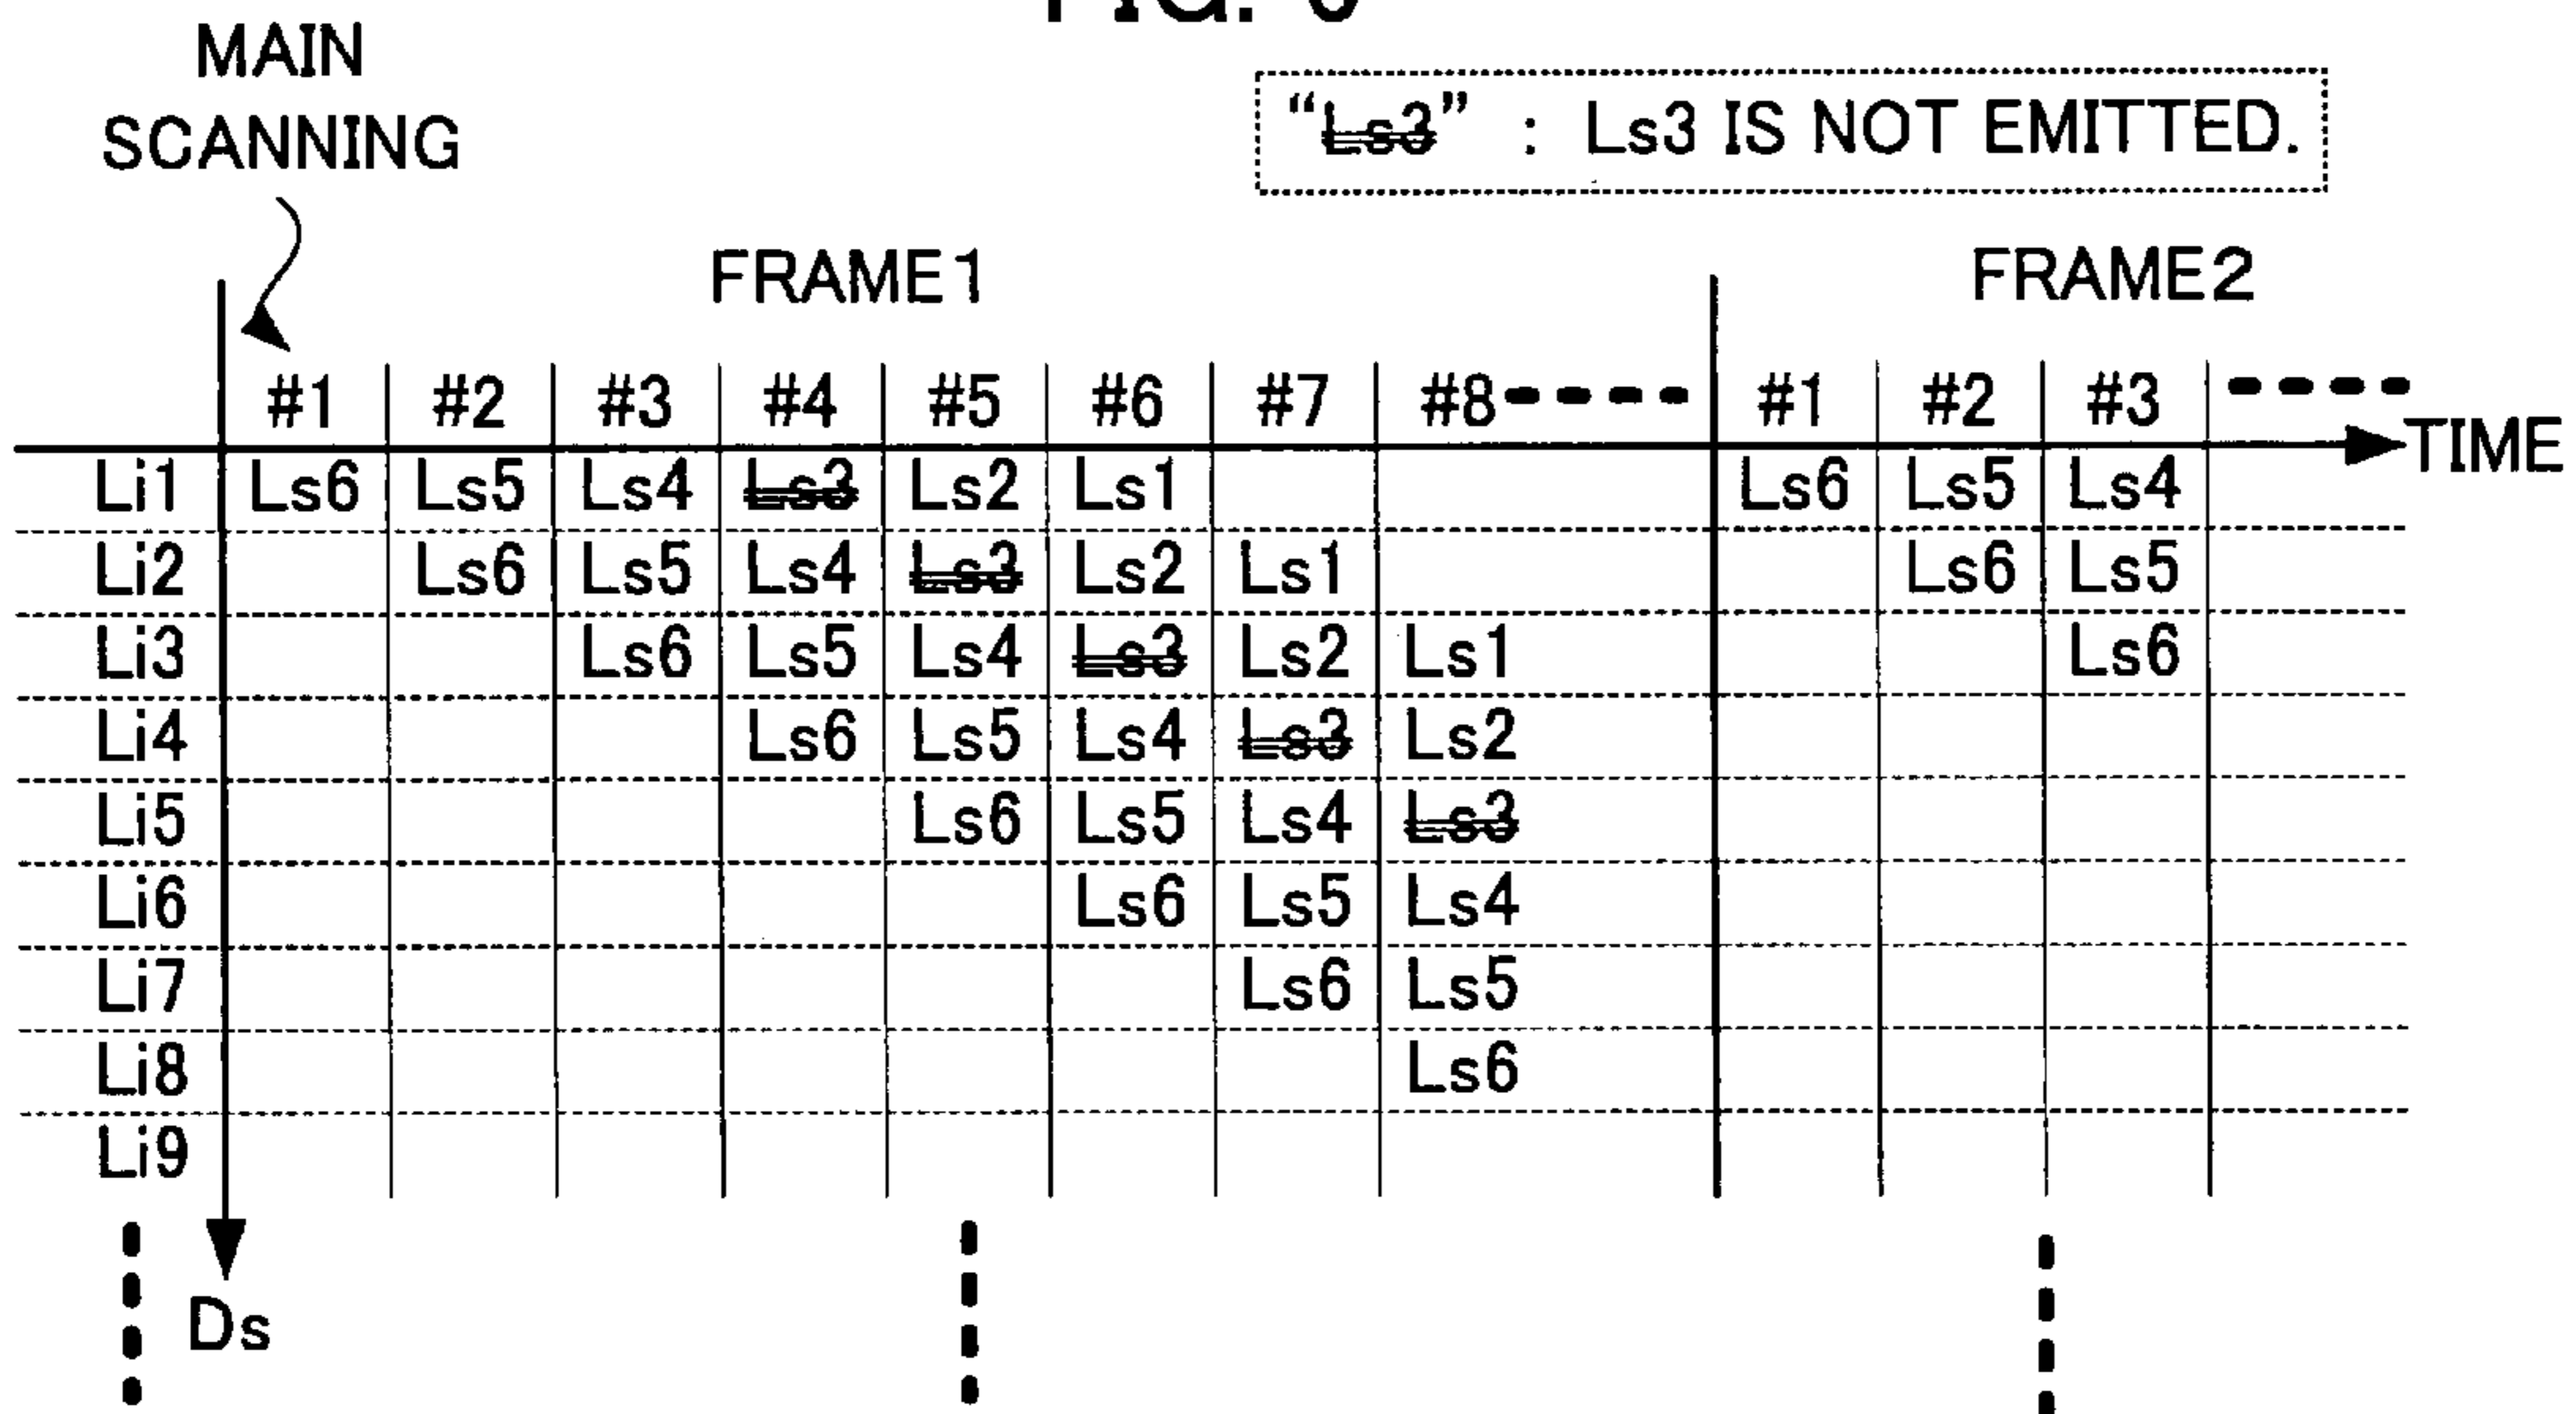 FIG.
MAIN
SCANNING
“Ls3” : Ls3 IS NOT EMITTED.
FRAME1 FRAME2
#1 #2 #3 #4 #5 #6 #7 #8 #1 #2 #3
TIME
Li1 Ls6 Ls5 Ls4 Ls3 Ls2 Ls1 Ls6 Ls5 Ls4
Li2 Ls6 Ls5 Ls4 Ls3 Ls2 Ls1 Ls6 Ls5
Li3 Ls6 Ls5 Ls4 Ls3 Ls2 Ls1 Ls6
Li4 Ls6 Ls5 Ls4 Ls3 Ls2
Li5 Ls6 Ls5 Ls4 Ls3
Li6 Ls6 Ls5 Ls4
Li7 Ls6 Ls5
Li8 Ls6
Li9
Ds